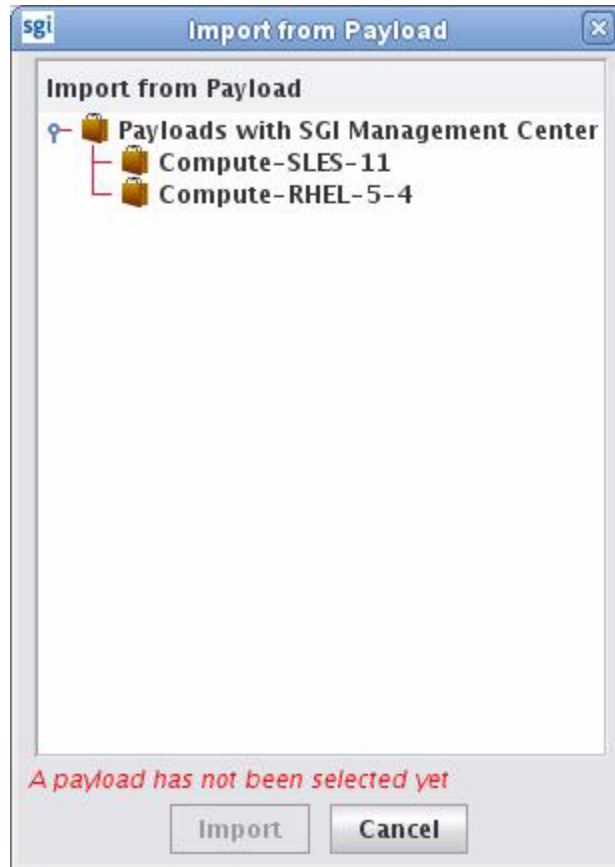 sgi
Import from Payload
Import from Payload
Payloads with SGI Management Center
Compute-SLES-11
Compute-RHEL-5-4
A payload has not been selected yet
Import
Cancel